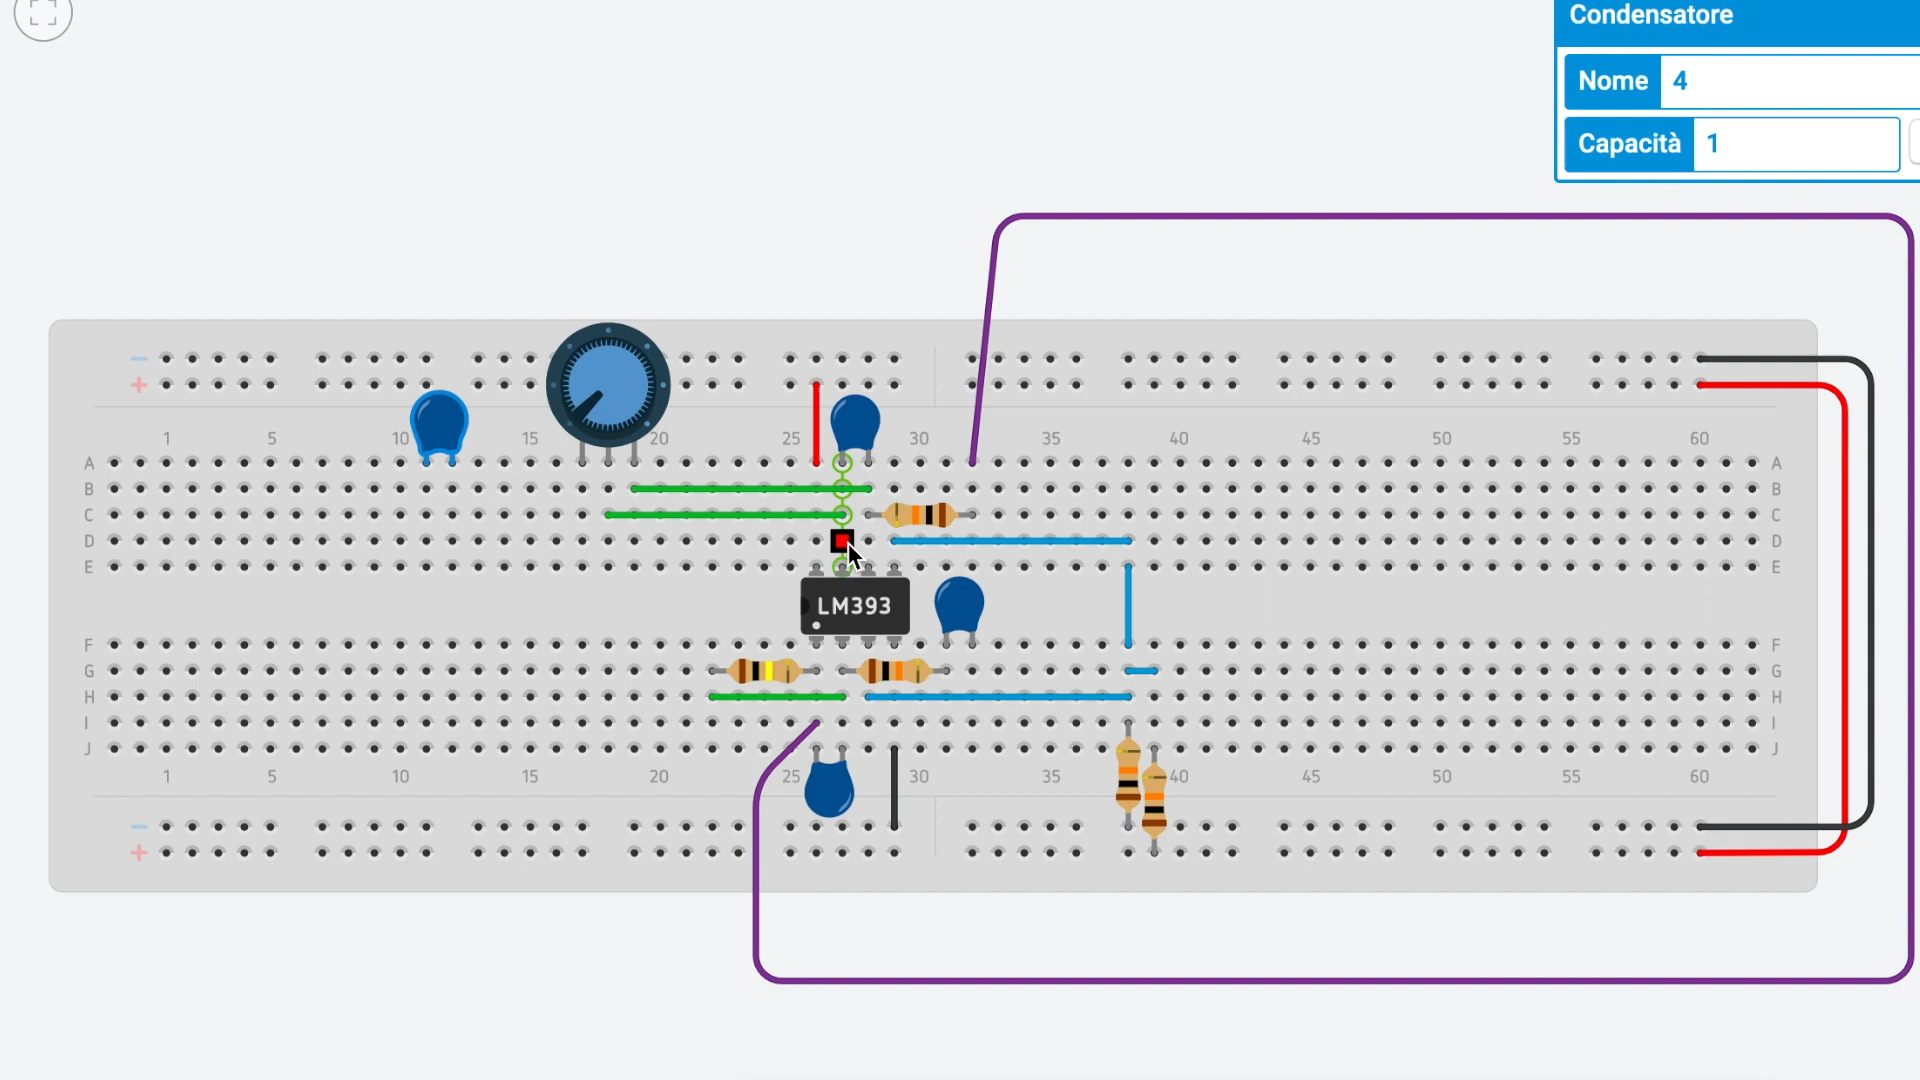 Condensatore
Nome 4
Capacità 1
− +
1 5 10 15 20 25 30 35 40 45 50 55 60
A A
B B
C C
D D
E E
LM393
F F
G G
H H
I I
J J
1 5 10 15 20 25 30 35 40 45 50 55 60
− +